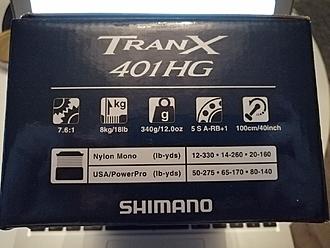 TRANX
401HG
kg
g
7.6:1 8kg/18lb 340g/12.0oz 5 S A-RB+1 100cm/40inch
Nylon Mono (lb-yds) 12-330 • 14-260 • 20-160
USA/PowerPro (lb-yds) 50-275 • 65-170 • 80-140
SHIMANO